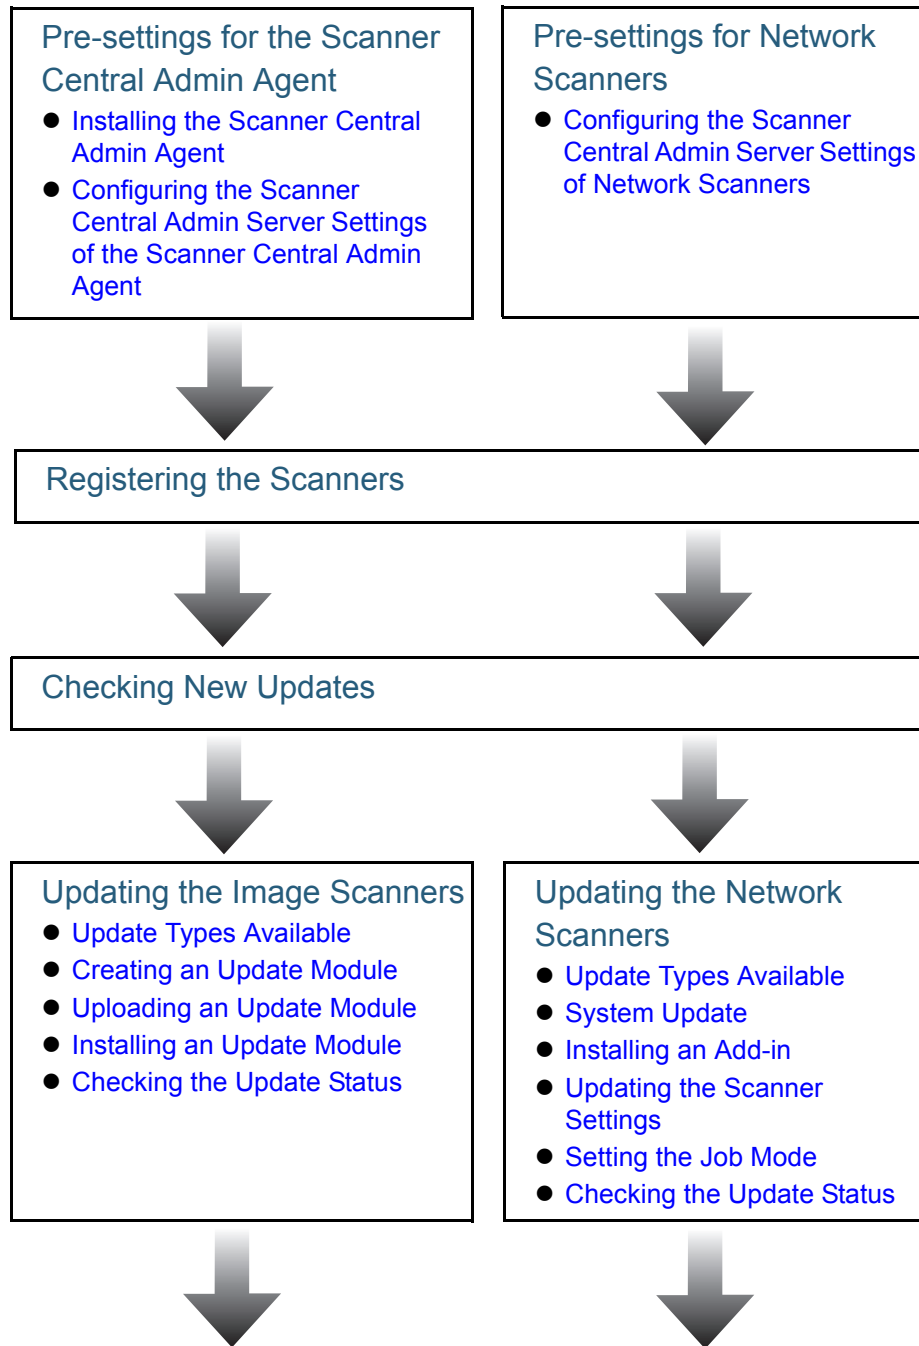 Pre-settings for the Scanner
Central Admin Agent
● Installing the Scanner Central
Admin Agent
● Configuring the Scanner
Central Admin Server Settings
of the Scanner Central Admin
Agent
Pre-settings for Network
Scanners
● Configuring the Scanner
Central Admin Server Settings
of Network Scanners
Registering the Scanners
Checking New Updates
Updating the Image Scanners
● Update Types Available
● Creating an Update Module
● Uploading an Update Module
● Installing an Update Module
● Checking the Update Status
Updating the Network
Scanners
● Update Types Available
● System Update
● Installing an Add-in
● Updating the Scanner
Settings
● Setting the Job Mode
● Checking the Update Status